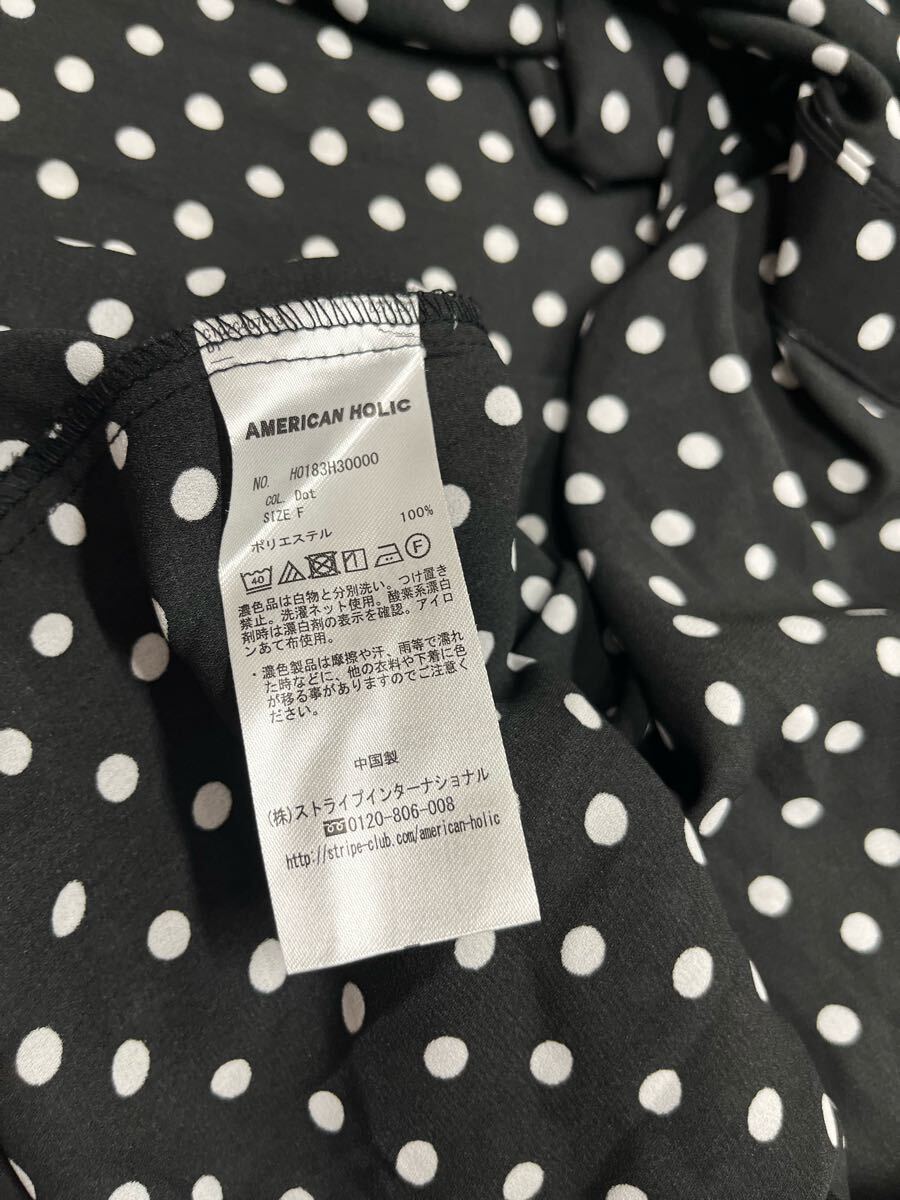 AMERICAN HOLIC
NO. H0183H30000
COL. Dot
SIZE F
ポリエステル 100%
40 F
濃色品は白物と分別洗い。つけ置き
禁止。洗濯ネット使用。酸素系漂白
剤時は漂白剤の表示を確認。アイロ
ンあて布使用。
・濃色製品は摩擦や汗、雨等で濡れ
た時などに、他の衣料や下着に色
が移る事がありますのでご注意く
ださい。
中国製
(株)ストライプインターナショナル
0120-806-008
http://stripe-club.com/american-holic